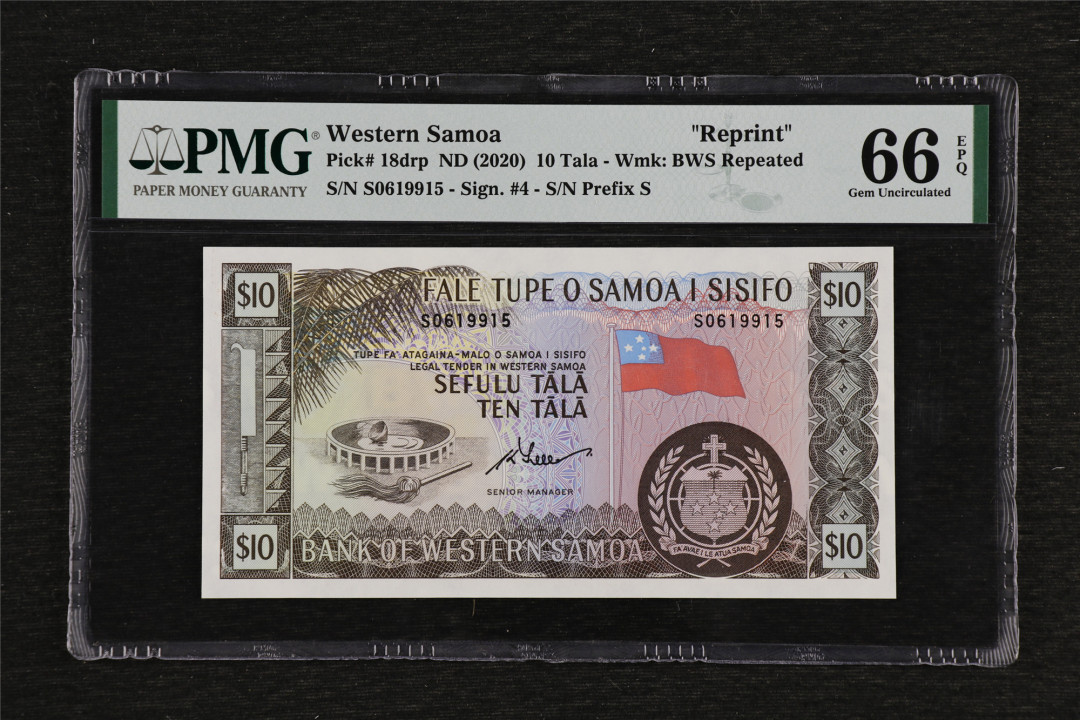 PMG®
PAPER MONEY GUARANTY
Western Samoa "Reprint"
Pick# 18drp ND (2020) 10 Tala - Wmk: BWS Repeated
S/N S0619915 - Sign. #4 - S/N Prefix S
66 EPQ
Gem Uncirculated
$10 FALE TUPE O SAMOA I SISIFO $10
S0619915 S0619915
TUPE FA'ATAGAINA-MALO O SAMOA I SISIFO
LEGAL TENDER IN WESTERN SAMOA
SEFULU TĀLĀ
TEN TĀLĀ
SENIOR MANAGER
$10 BANK OF WESTERN SAMOA $10
FA'AVAE I LE ATUA SAMOA